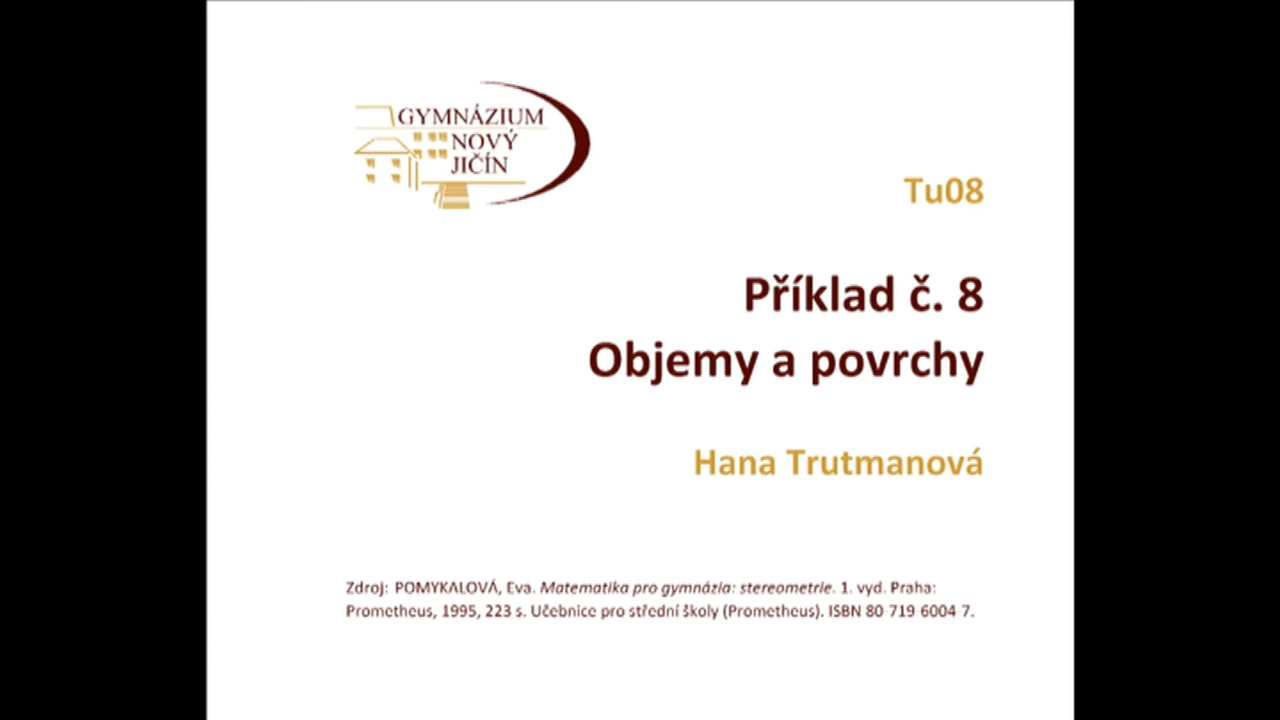 GYMNÁZIUM
NOVÝ
JIČÍN
Tu08
Příklad č. 8
Objemy a povrchy
Hana Trutmanová
Zdroj: POMYKALOVÁ, Eva. Matematika pro gymnázia: stereometrie. 1. vyd. Praha:
Prometheus, 1995, 223 s. Učebnice pro střední školy (Prometheus). ISBN 80-719-6004-7.